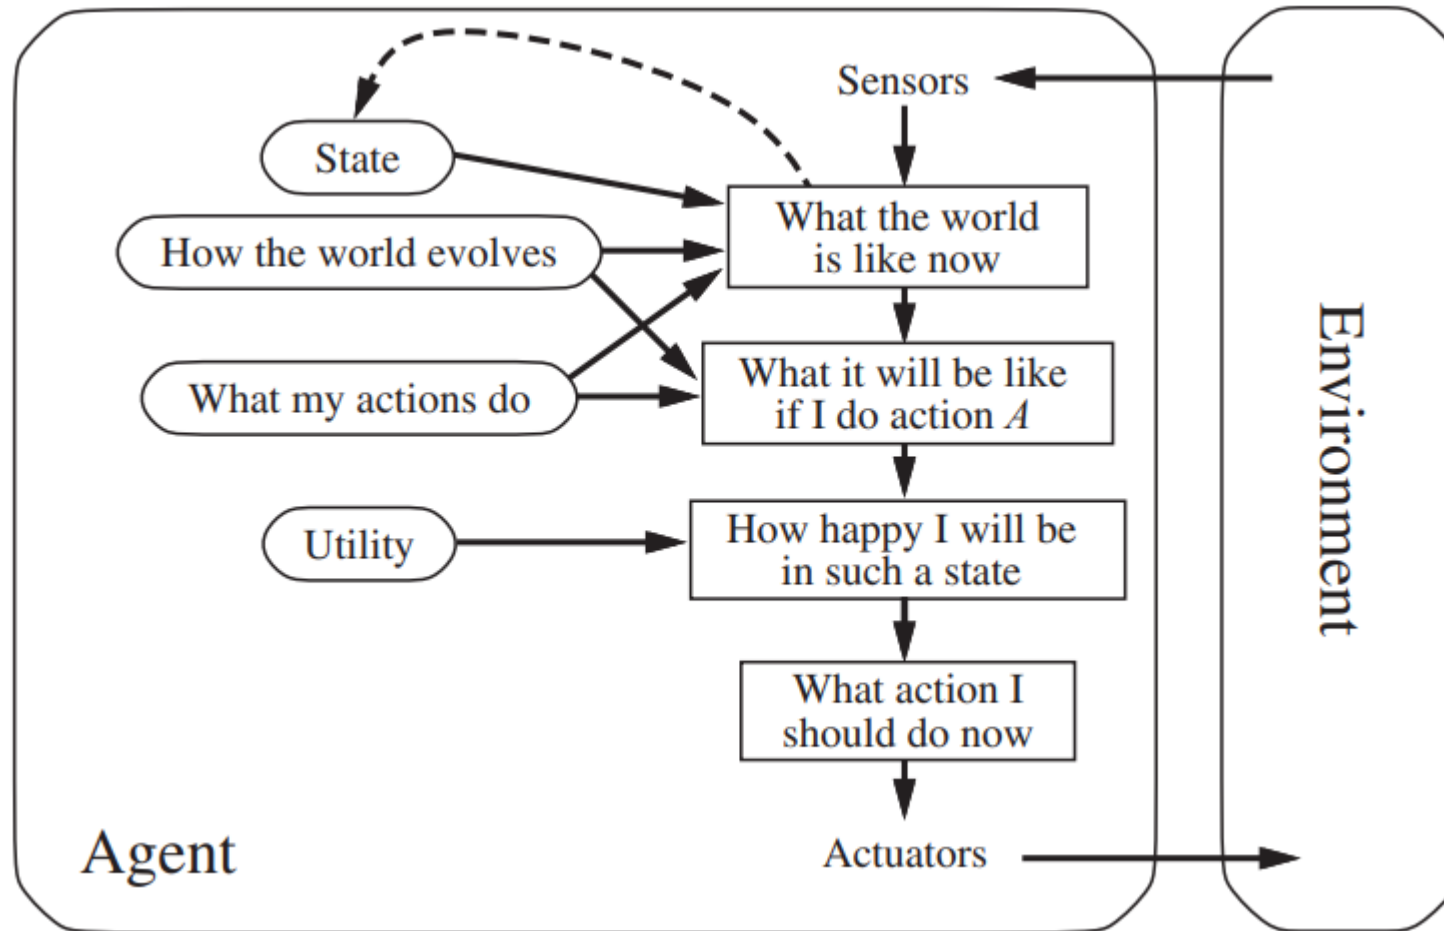 Sensors
State
What the world
is like now
How the world evolves
What it will be like
if I do action A
What my actions do
How happy I will be
in such a state
Utility
What action I
should do now
Agent
Actuators
Environment